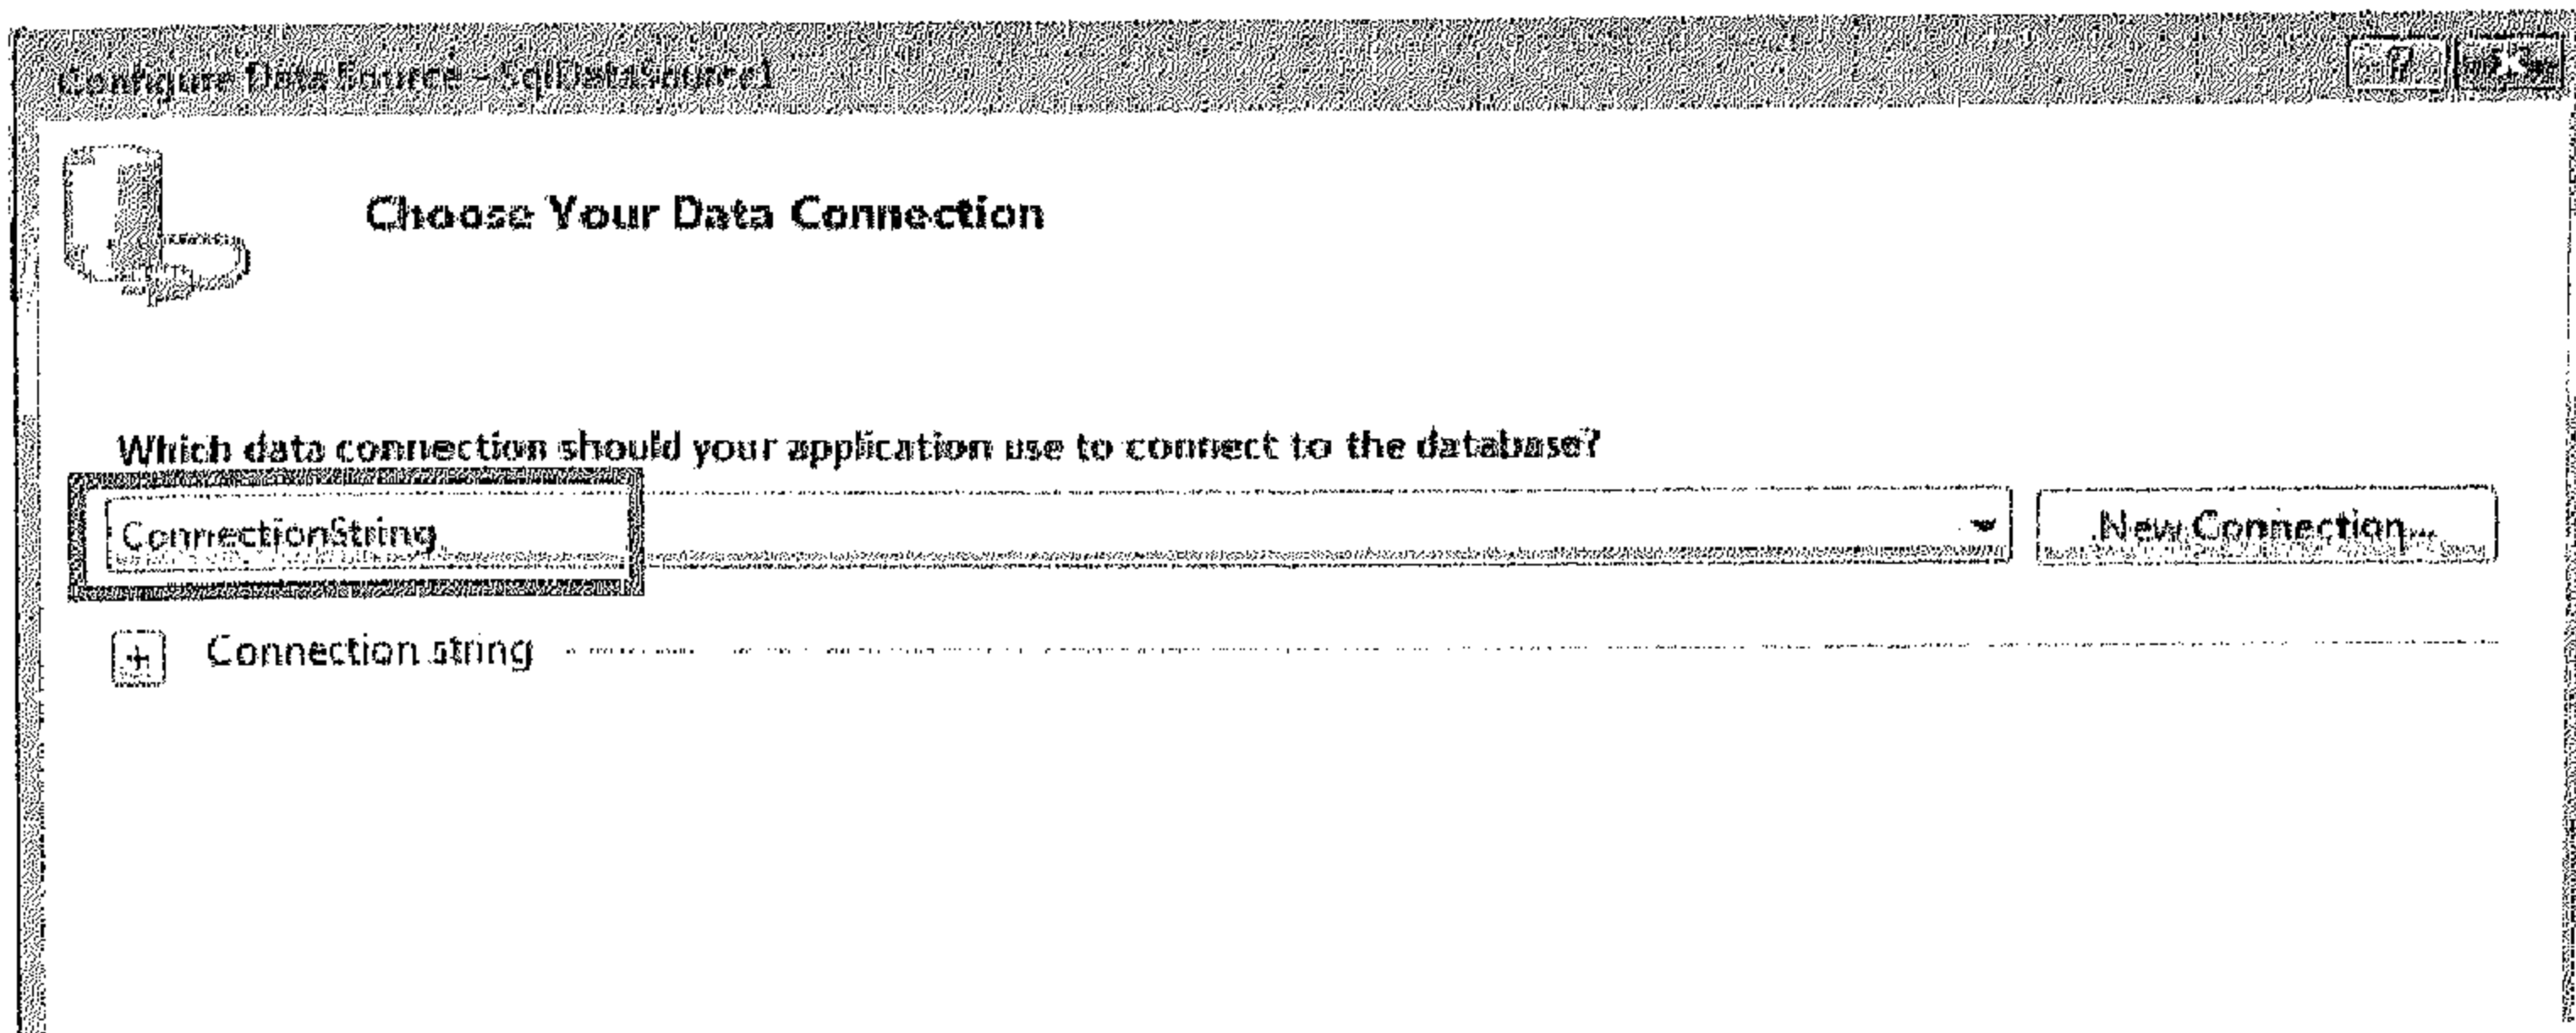 Configure Data Source - SqlDataSource1
Choose Your Data Connection
Which data connection should your application use to connect to the database?
ConnectionString
New Connection...
Connection string